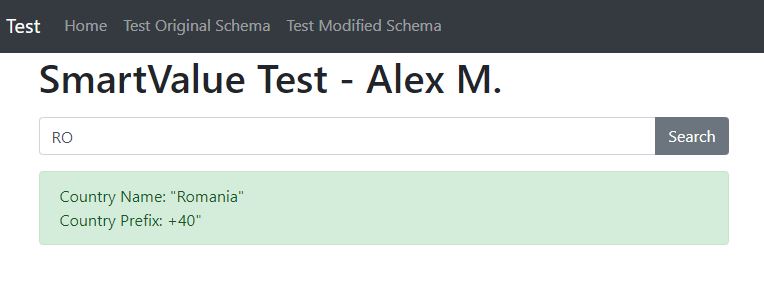 Test Home Test Original Schema Test Modified Schema
SmartValue Test - Alex M.
RO Search
Country Name: "Romania"
Country Prefix: +40"